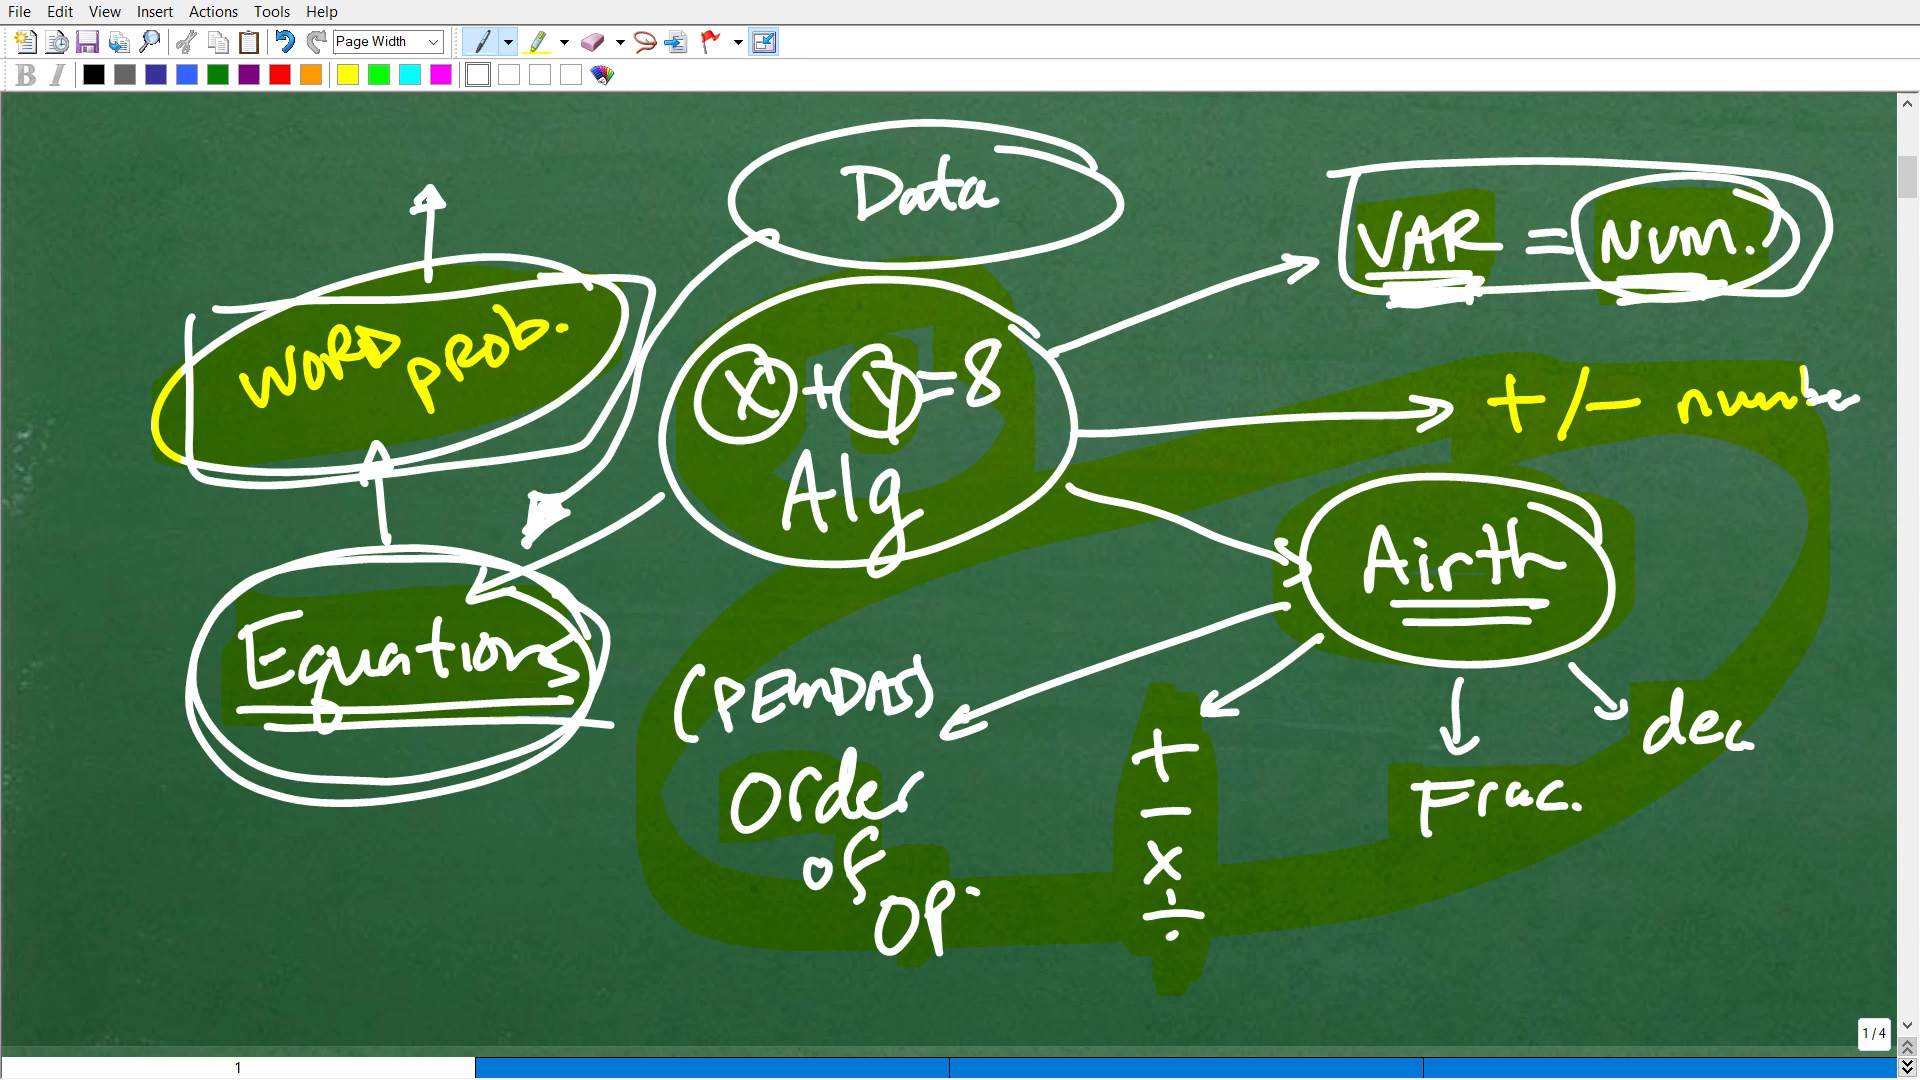 File Edit View Insert Actions Tools Help
Page Width
B I
Data
VAR = NUM.
WORD PROB.
X + Y = 8
Alg
+/- number
Airth
Equations
(PEMDAS)
Order
of
OP.
+
-
x
÷
Frac.
dec
1 / 4
1